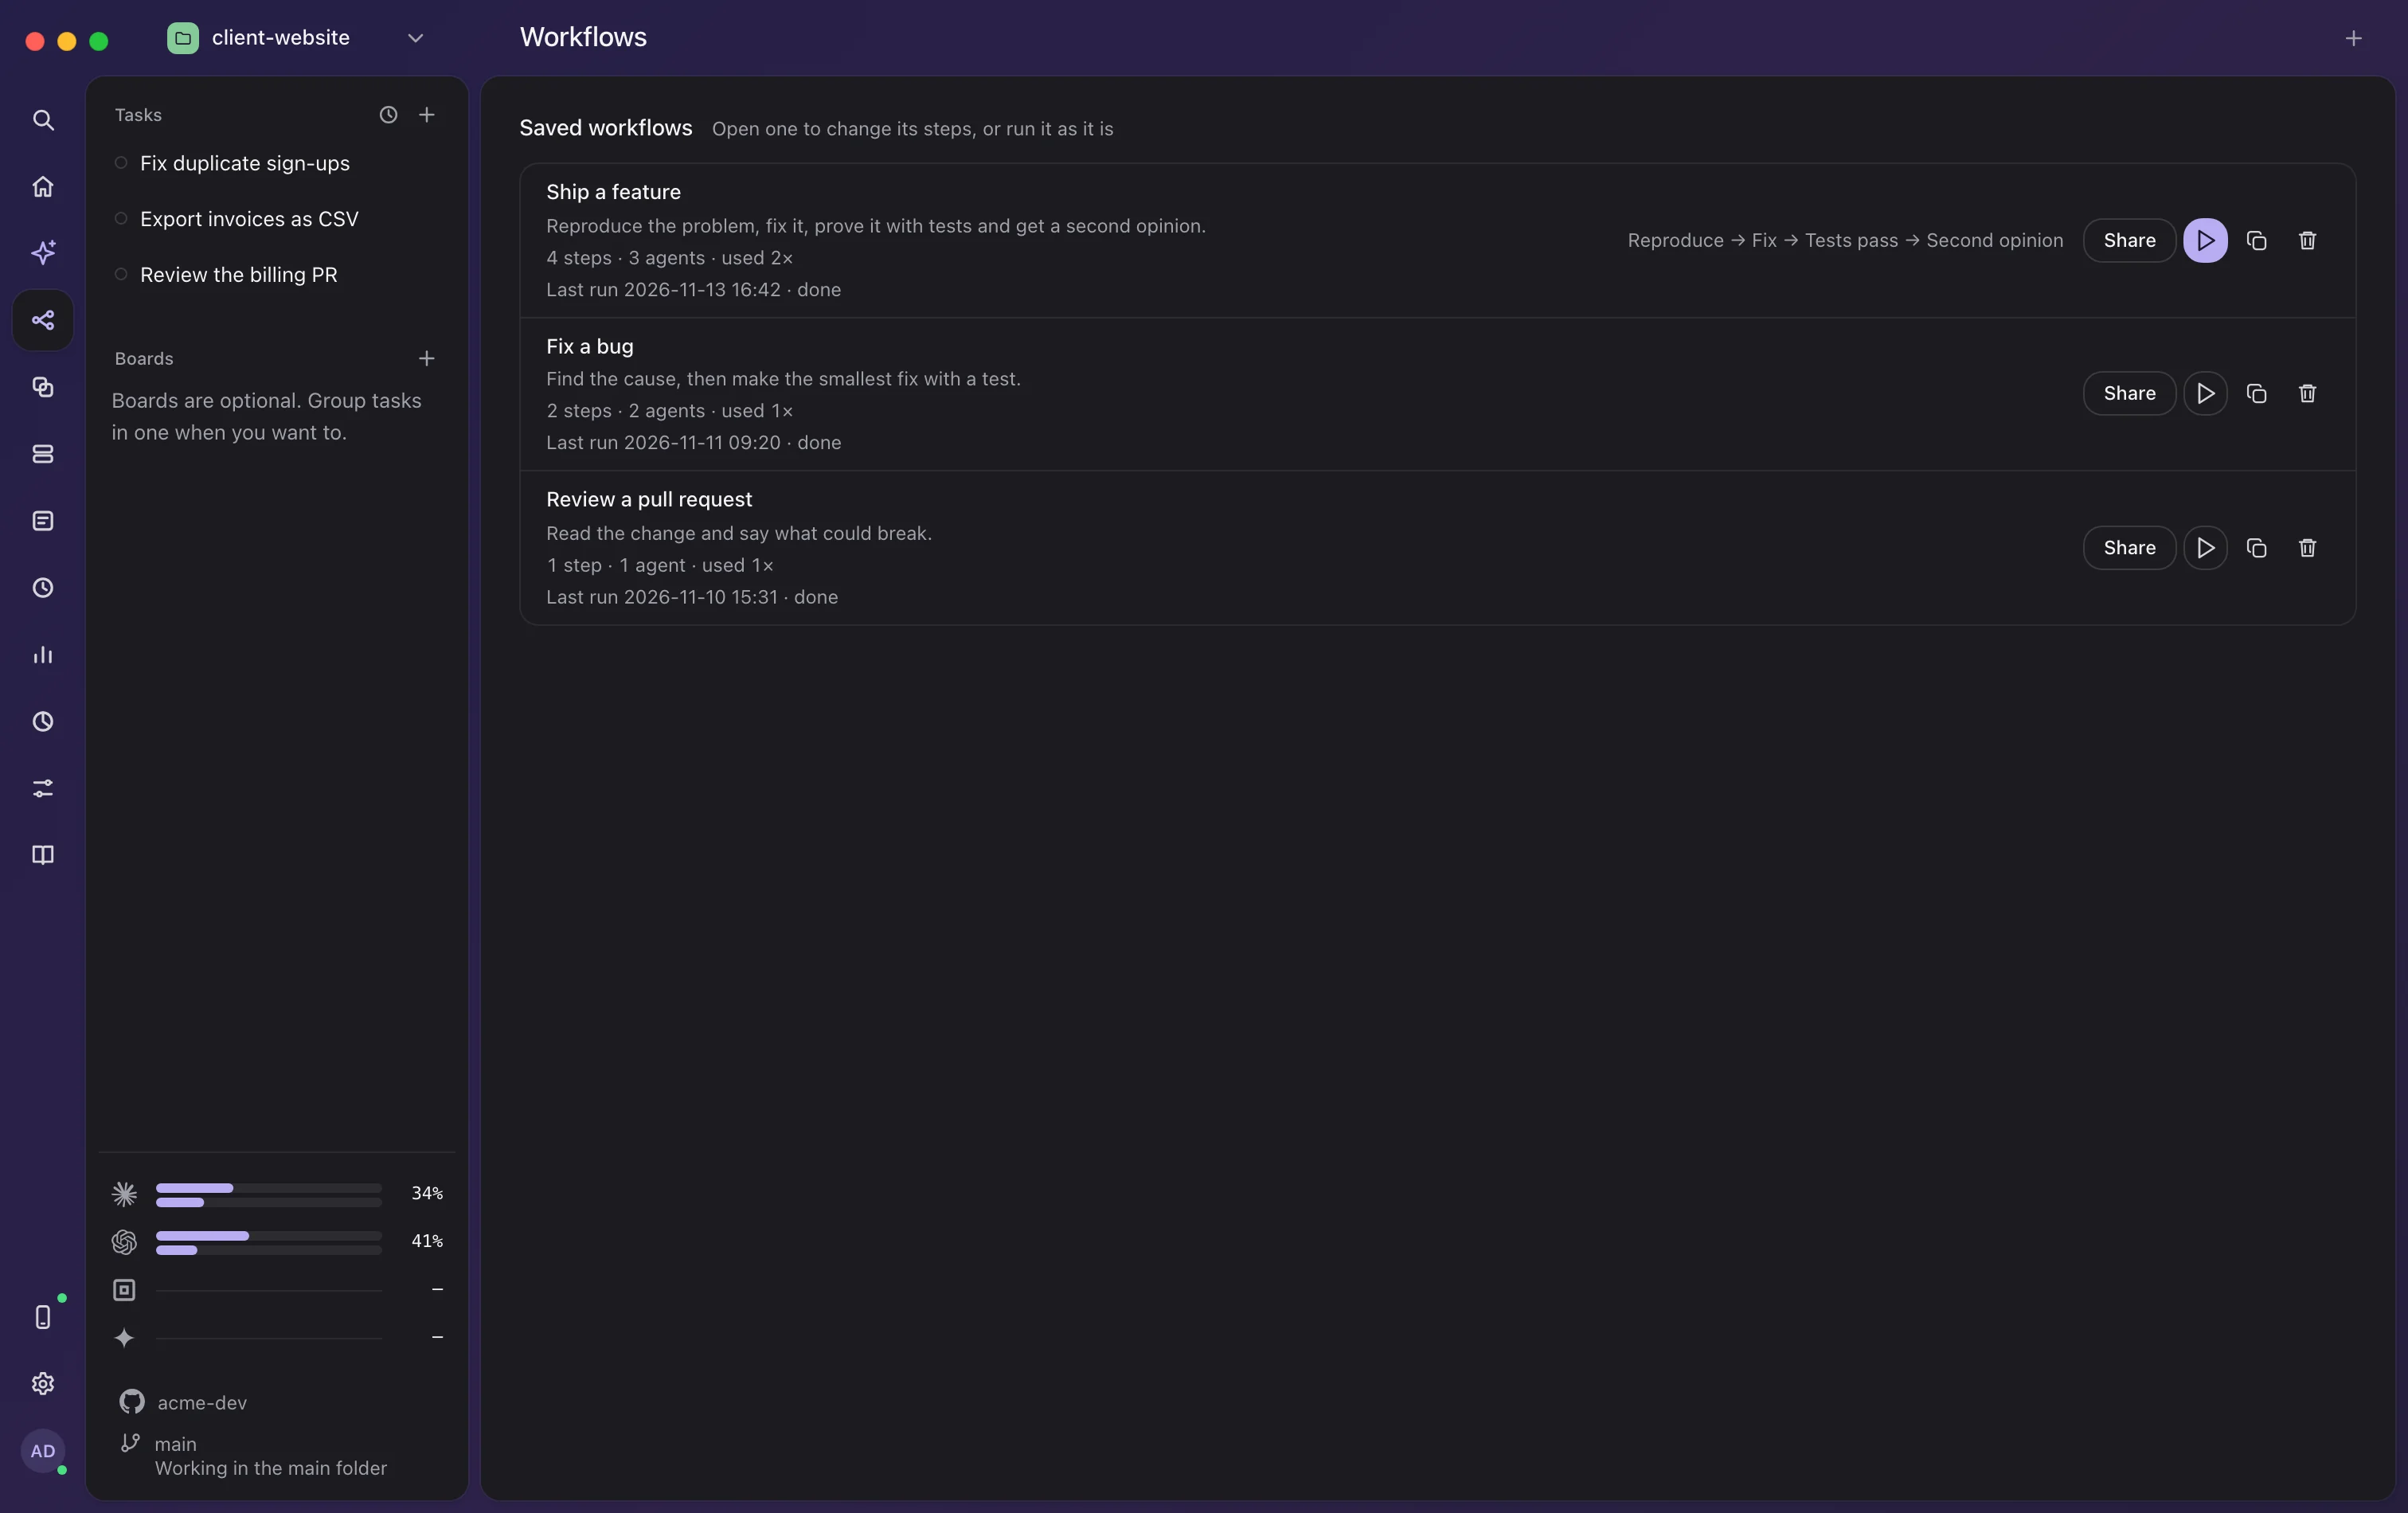 client-website
Workflows
Tasks
Fix duplicate sign-ups
Export invoices as CSV
Review the billing PR
Boards
Boards are optional. Group tasks
in one when you want to.
34%
41%
–
–
acme-dev
main
Working in the main folder
AD
Saved workflows Open one to change its steps, or run it as it is
Ship a feature
Reproduce the problem, fix it, prove it with tests and get a second opinion.
4 steps · 3 agents · used 2×
Last run 2026-11-13 16:42 · done
Reproduce → Fix → Tests pass → Second opinion
Share
Fix a bug
Find the cause, then make the smallest fix with a test.
2 steps · 2 agents · used 1×
Last run 2026-11-11 09:20 · done
Share
Review a pull request
Read the change and say what could break.
1 step · 1 agent · used 1×
Last run 2026-11-10 15:31 · done
Share